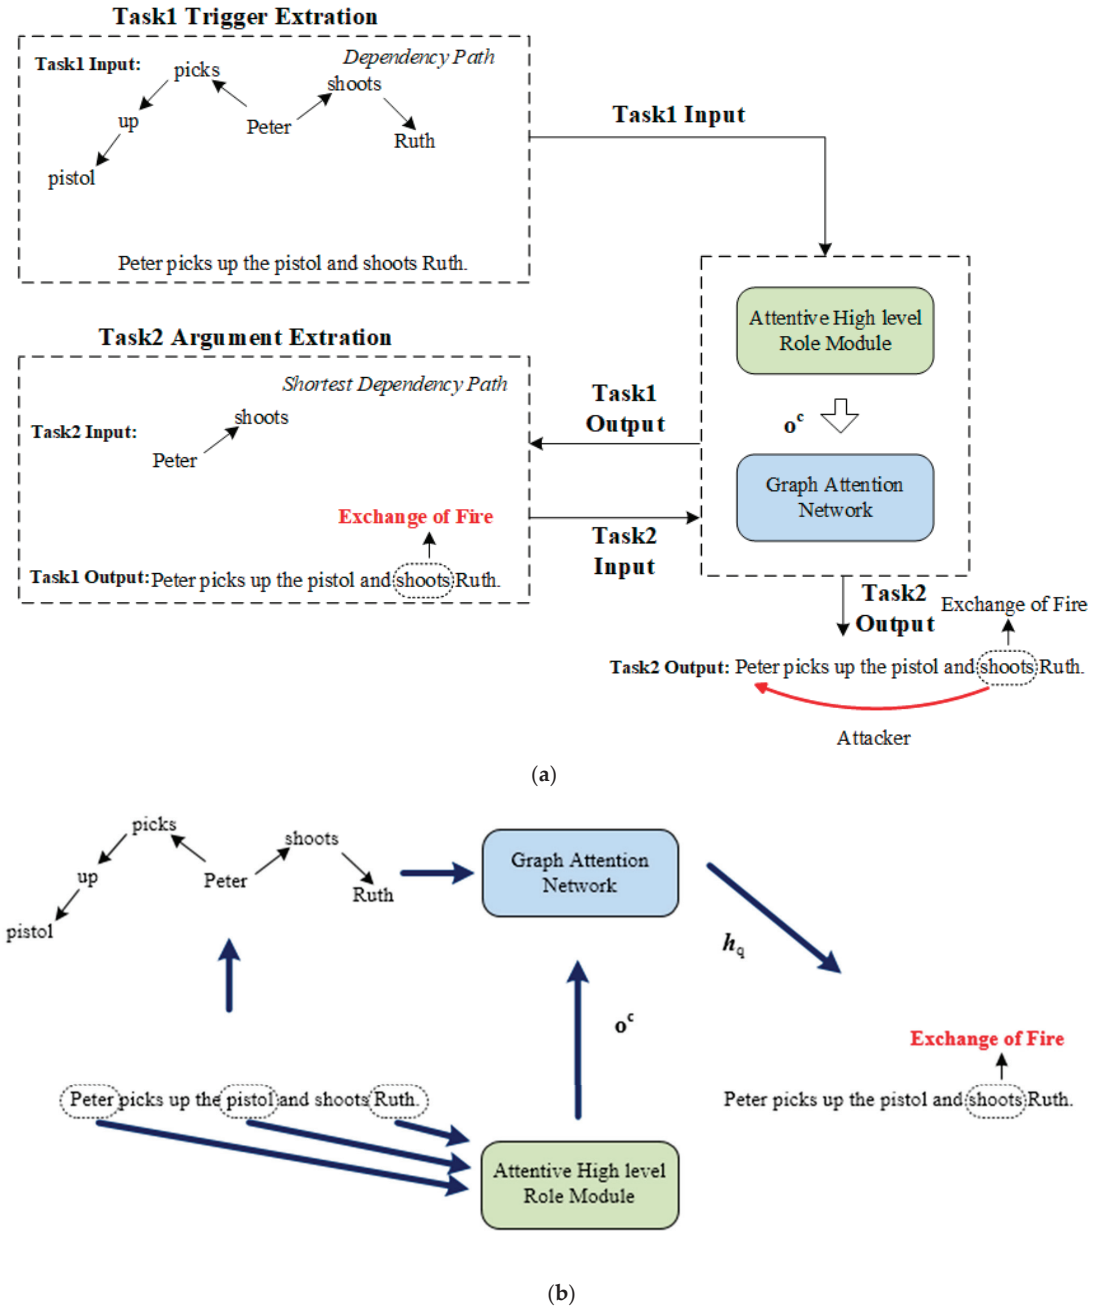 Task1 Trigger Extration
Task1 Input:
Dependency Path
picks
shoots
up
Peter
Ruth
pistol
Peter picks up the pistol and shoots Ruth.
Task1 Input
Attentive High level
Role Module
o^c
Graph Attention
Network
Task2 Argument Extration
Shortest Dependency Path
shoots
Task2 Input:
Peter
Exchange of Fire
Task1 Output: Peter picks up the pistol and shoots Ruth.
Task1
Output
Task2
Input
Task2
Output
Exchange of Fire
Task2 Output: Peter picks up the pistol and shoots Ruth.
Attacker
(a)
picks
shoots
up
Peter
Ruth
pistol
Graph Attention
Network
h_q
o^c
Exchange of Fire
Peter picks up the pistol and shoots Ruth.
Peter picks up the pistol and shoots Ruth.
Attentive High level
Role Module
(b)